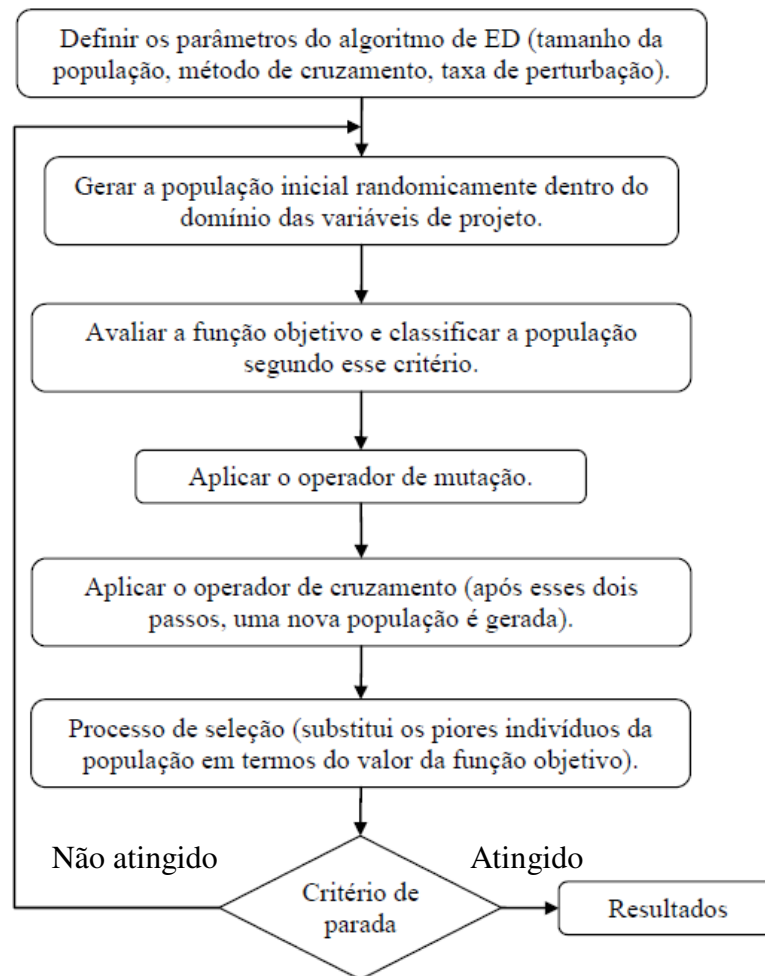 Definir os parâmetros do algoritmo de ED (tamanho da
população, método de cruzamento, taxa de perturbação).
Gerar a população inicial randomicamente dentro do
domínio das variáveis de projeto.
Avaliar a função objetivo e classificar a população
segundo esse critério.
Aplicar o operador de mutação.
Aplicar o operador de cruzamento (após esses dois
passos, uma nova população é gerada).
Processo de seleção (substitui os piores indivíduos da
população em termos do valor da função objetivo).
Não atingido
Atingido
Critério de
parada
Resultados